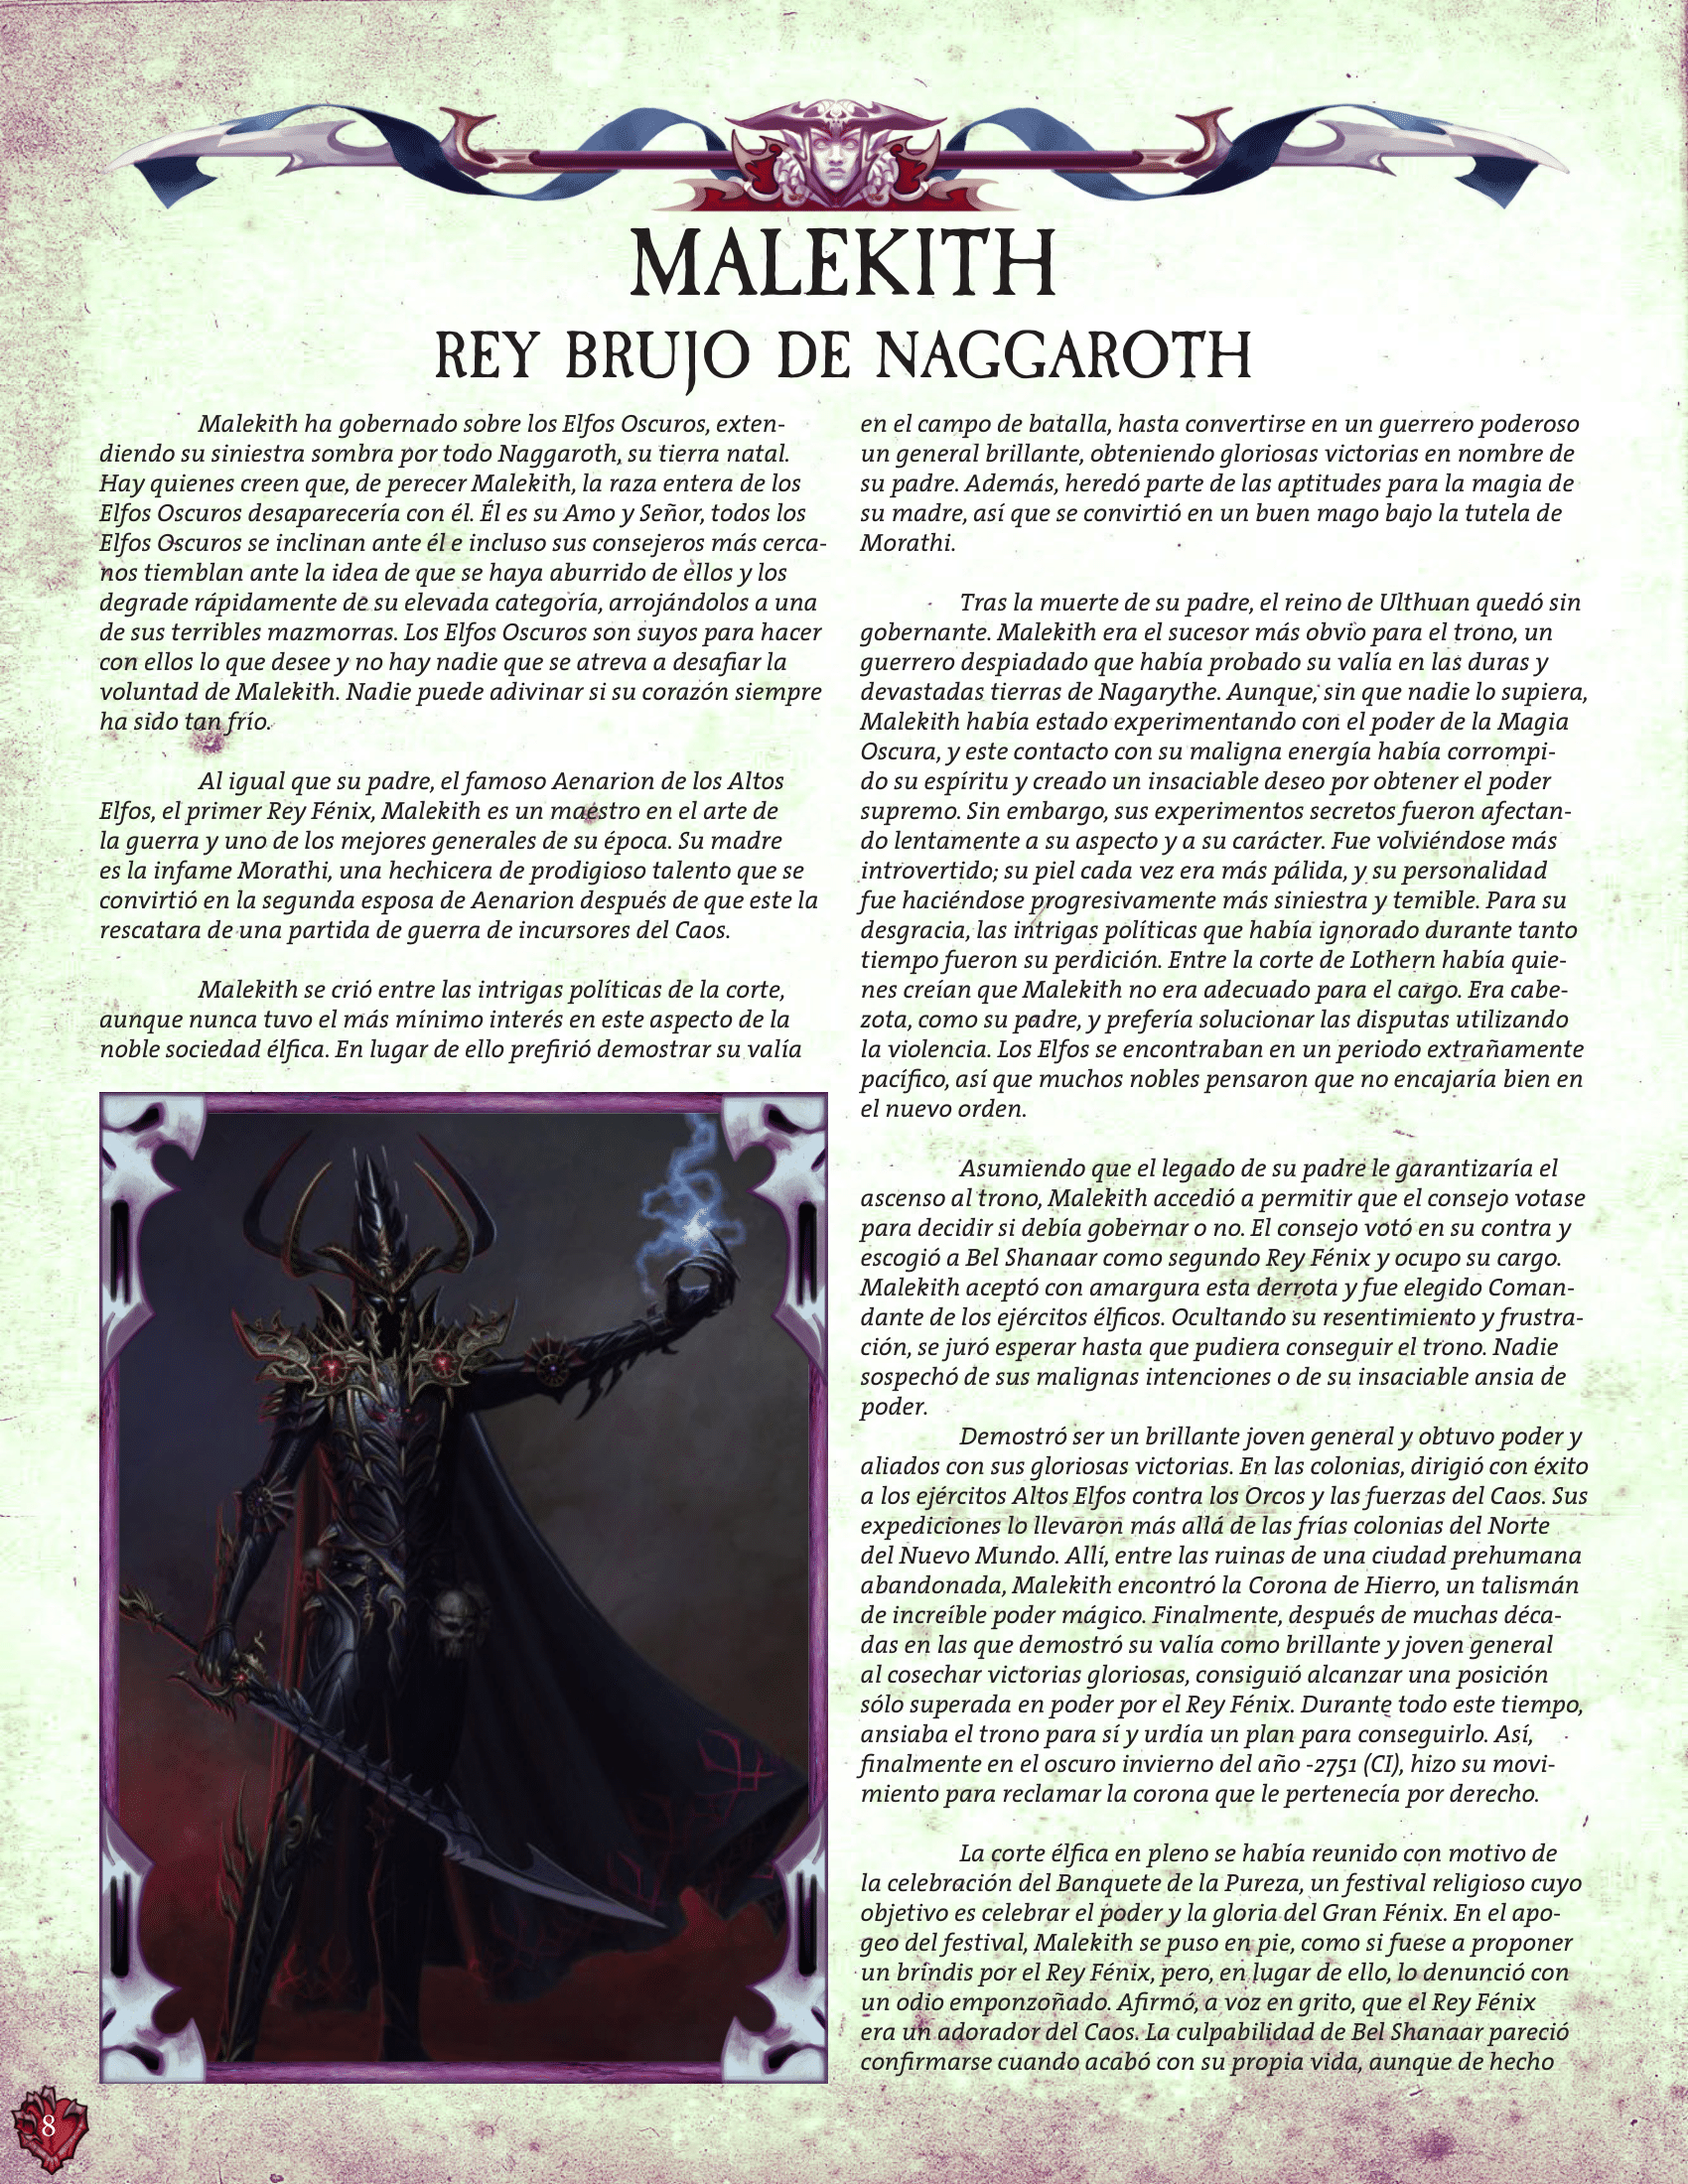 MALEKITH
REY BRUJO DE NAGGAROTH
Malekith ha gobernado sobre los Elfos Oscuros, exten-
diendo su siniestra sombra por todo Naggaroth, su tierra natal.
Hay quienes creen que, de perecer Malekith, la raza entera de los
Elfos Oscuros desaparecería con él. Él es su Amo y Señor, todos los
Elfos Oscuros se inclinan ante él e incluso sus consejeros más cerca-
nos tiemblan ante la idea de que se haya aburrido de ellos y los
degrade rápidamente de su elevada categoría, arrojándolos a una
de sus terribles mazmorras. Los Elfos Oscuros son suyos para hacer
con ellos lo que desee y no hay nadie que se atreva a desafiar la
voluntad de Malekith. Nadie puede adivinar si su corazón siempre
ha sido tan frío.
Al igual que su padre, el famoso Aenarion de los Altos
Elfos, el primer Rey Fénix, Malekith es un maestro en el arte de
la guerra y uno de los mejores generales de su época. Su madre
es la infame Morathi, una hechicera de prodigioso talento que se
convirtió en la segunda esposa de Aenarion después de que este la
rescatara de una partida de guerra de incursores del Caos.
Malekith se crió entre las intrigas políticas de la corte,
aunque nunca tuvo el más mínimo interés en este aspecto de la
noble sociedad élfica. En lugar de ello prefirió demostrar su valía
en el campo de batalla, hasta convertirse en un guerrero poderoso
un general brillante, obteniendo gloriosas victorias en nombre de
su padre. Además, heredó parte de las aptitudes para la magia de
su madre, así que se convirtió en un buen mago bajo la tutela de
Morathi.
Tras la muerte de su padre, el reino de Ulthuan quedó sin
gobernante. Malekith era el sucesor más obvio para el trono, un
guerrero despiadado que había probado su valía en las duras y
devastadas tierras de Nagarythe. Aunque, sin que nadie lo supiera,
Malekith había estado experimentando con el poder de la Magia
Oscura, y este contacto con su maligna energía había corrompi-
do su espíritu y creado un insaciable deseo por obtener el poder
supremo. Sin embargo, sus experimentos secretos fueron afectan-
do lentamente a su aspecto y a su carácter. Fue volviéndose más
introvertido; su piel cada vez era más pálida, y su personalidad
fue haciéndose progresivamente más siniestra y temible. Para su
desgracia, las intrigas políticas que había ignorado durante tanto
tiempo fueron su perdición. Entre la corte de Lothern había quie-
nes creían que Malekith no era adecuado para el cargo. Era cabe-
zota, como su padre, y prefería solucionar las disputas utilizando
la violencia. Los Elfos se encontraban en un periodo extrañamente
pacífico, así que muchos nobles pensaron que no encajaría bien en
el nuevo orden.
Asumiendo que el legado de su padre le garantizaría el
ascenso al trono, Malekith accedió a permitir que el consejo votase
para decidir si debía gobernar o no. El consejo votó en su contra y
escogió a Bel Shanaar como segundo Rey Fénix y ocupo su cargo.
Malekith aceptó con amargura esta derrota y fue elegido Coman-
dante de los ejércitos élficos. Ocultando su resentimiento y frustra-
ción, se juró esperar hasta que pudiera conseguir el trono. Nadie
sospechó de sus malignas intenciones o de su insaciable ansia de
poder.
Demostró ser un brillante joven general y obtuvo poder y
aliados con sus gloriosas victorias. En las colonias, dirigió con éxito
a los ejércitos Altos Elfos contra los Orcos y las fuerzas del Caos. Sus
expediciones lo llevaron más allá de las frías colonias del Norte
del Nuevo Mundo. Allí, entre las ruinas de una ciudad prehumana
abandonada, Malekith encontró la Corona de Hierro, un talismán
de increíble poder mágico. Finalmente, después de muchas déca-
das en las que demostró su valía como brillante y joven general
al cosechar victorias gloriosas, consiguió alcanzar una posición
sólo superada en poder por el Rey Fénix. Durante todo este tiempo,
ansiaba el trono para sí y urdía un plan para conseguirlo. Así,
finalmente en el oscuro invierno del año -2751 (CI), hizo su movi-
miento para reclamar la corona que le pertenecía por derecho.
La corte élfica en pleno se había reunido con motivo de
la celebración del Banquete de la Pureza, un festival religioso cuyo
objetivo es celebrar el poder y la gloria del Gran Fénix. En el apo-
geo del festival, Malekith se puso en pie, como si fuese a proponer
un brindis por el Rey Fénix, pero, en lugar de ello, lo denunció con
un odio emponzoñado. Afirmó, a voz en grito, que el Rey Fénix
era un adorador del Caos. La culpabilidad de Bel Shanaar pareció
confirmarse cuando acabó con su propia vida, aunque de hecho
8